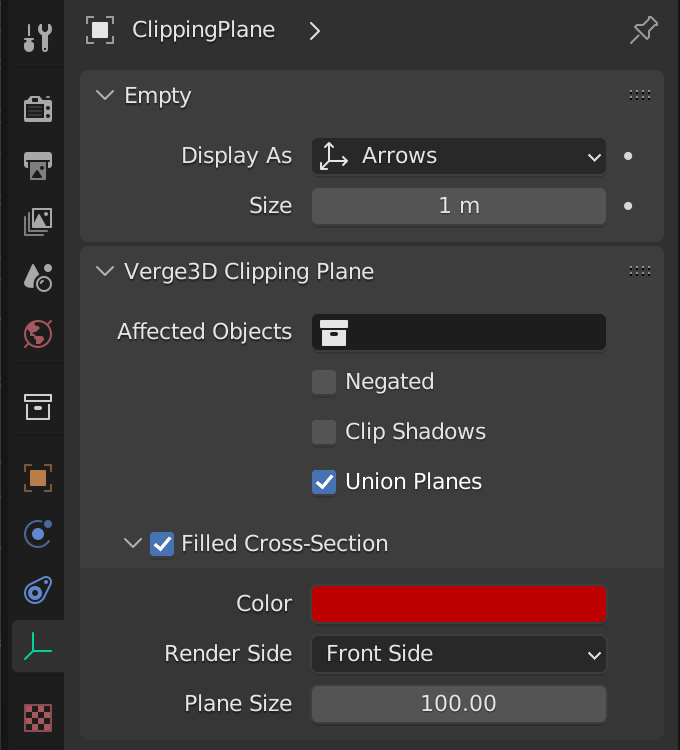 ClippingPlane
Empty
Display As Arrows
Size 1 m
Verge3D Clipping Plane
Affected Objects
Negated
Clip Shadows
Union Planes
Filled Cross-Section
Color
Render Side Front Side
Plane Size 100.00